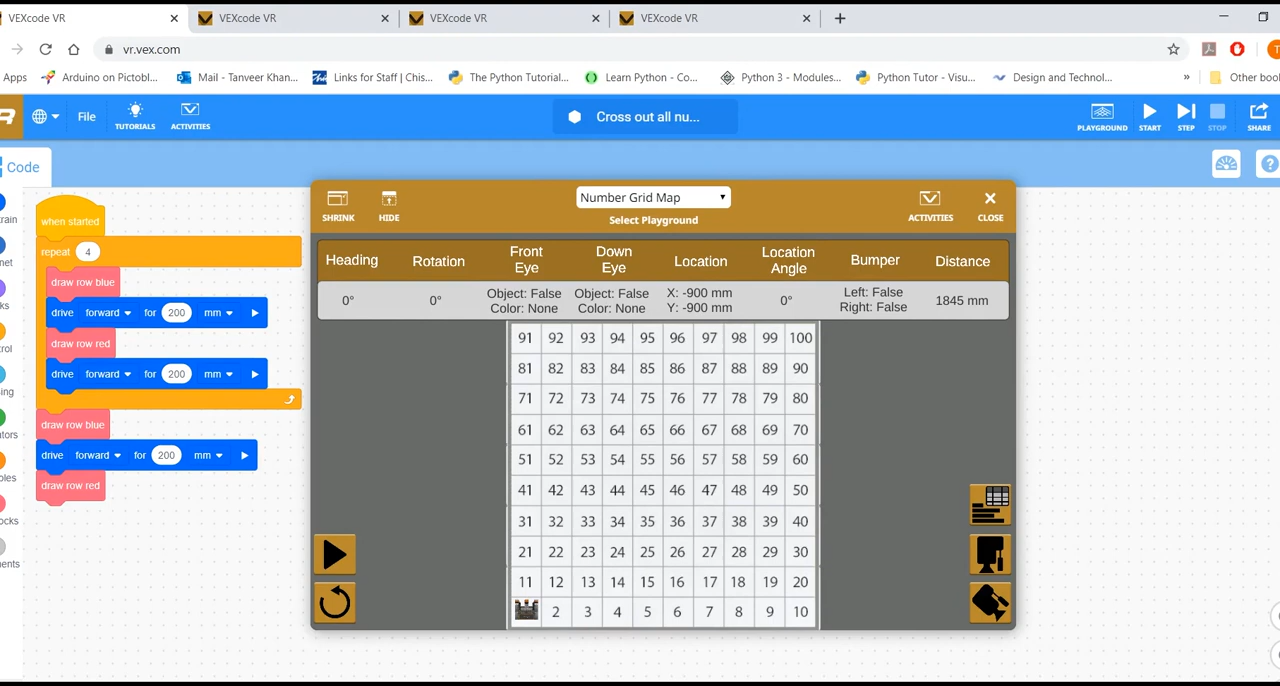 VEXcode VR
VEXcode VR
VEXcode VR
VEXcode VR
vr.vex.com
Apps
Arduino on Pictobl...
Mail - Tanveer Khan...
Links for Staff | Chis...
The Python Tutorial...
Learn Python - Co...
Python 3 - Modules...
Python Tutor - Visu...
Design and Technol...
»
Other boo
R
File
TUTORIALS
ACTIVITIES
Cross out all nu...
PLAYGROUND
START
STEP
STOP
SHARE
Code
rain
net
ks
rol
ing
tors
oles
ocks
ents
when started
repeat 4
draw row blue
drive forward for 200 mm
draw row red
drive forward for 200 mm
draw row blue
drive forward for 200 mm
draw row red
SHRINK
HIDE
Number Grid Map
Select Playground
ACTIVITIES
CLOSE
Heading Rotation Front Eye Down Eye Location Location Angle Bumper Distance
0° 0° Object: False Object: False X: -900 mm 0° Left: False 1845 mm
Color: None Color: None Y: -900 mm Right: False
91 92 93 94 95 96 97 98 99 100
81 82 83 84 85 86 87 88 89 90
71 72 73 74 75 76 77 78 79 80
61 62 63 64 65 66 67 68 69 70
51 52 53 54 55 56 57 58 59 60
41 42 43 44 45 46 47 48 49 50
31 32 33 34 35 36 37 38 39 40
21 22 23 24 25 26 27 28 29 30
11 12 13 14 15 16 17 18 19 20
2 3 4 5 6 7 8 9 10